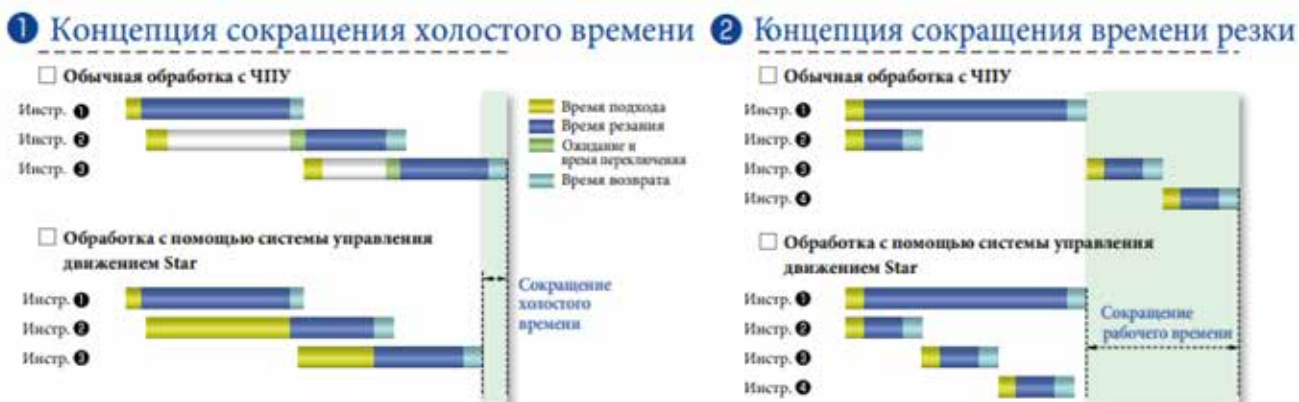 ❶ Концепция сокращения холостого времени
☐ Обычная обработка с ЧПУ
Инстр. ❶
Инстр. ❷
Инстр. ❸
Время подхода
Время резания
Ожидание и
время переключения
Время возврата
☐ Обработка с помощью системы управления
движением Star
Инстр. ❶
Инстр. ❷
Инстр. ❸
Сокращение
холостого
времени
❷ Концепция сокращения времени резки
☐ Обычная обработка с ЧПУ
Инстр. ❶
Инстр. ❷
Инстр. ❸
Инстр. ❹
☐ Обработка с помощью системы управления
движением Star
Инстр. ❶
Инстр. ❷
Инстр. ❸
Инстр. ❹
Сокращение
рабочего времени